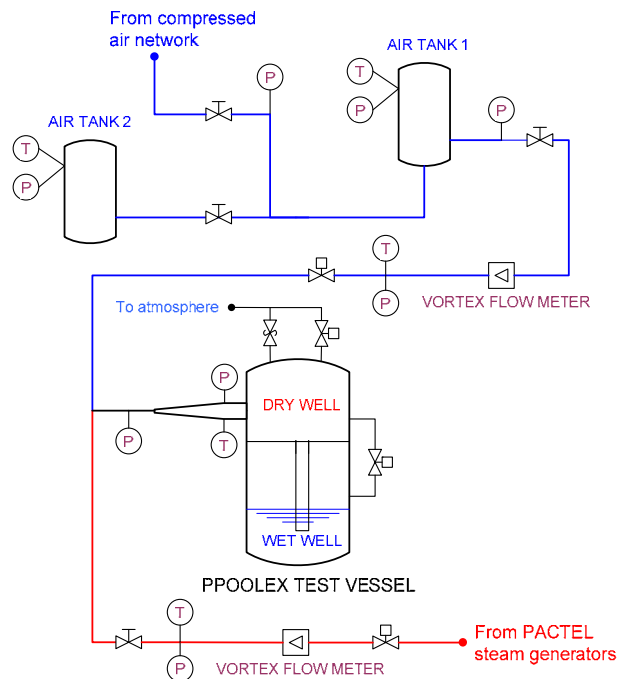 From compressed
air network
AIR TANK 1
P
T
P
P
AIR TANK 2
T
P
T
P
VORTEX FLOW METER
To atmosphere
P
DRY WELL
P
T
WET WELL
PPOOLEX TEST VESSEL
T
P
VORTEX FLOW METER
From PACTEL
steam generators